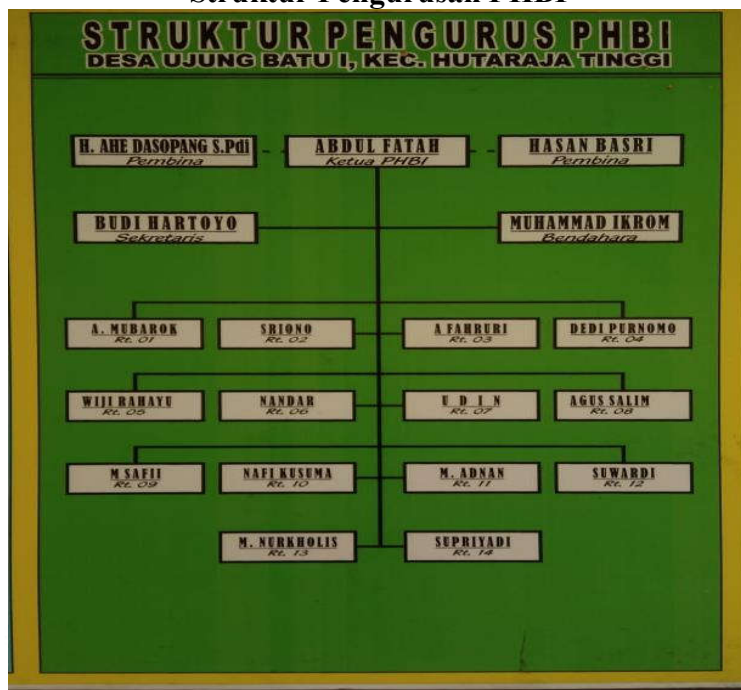 Struktur Pengurusan PHBI
STRUKTUR PENGURUS PHBI
DESA UJUNG BATU I, KEC. HUTARAJA TINGGI
H. AHE DASOPANG S.Pdi
Pembina
ABDUL FATAH
Ketua PHBI
HASAN BASRI
Pembina
BUDI HARTOYO
Sekretaris
MUHAMMAD IKROM
Bendahara
A. MUBAROK
Rt. 01
SRIONO
Rt. 02
A FAHRURI
Rt. 03
DEDI PURNOMO
Rt. 04
WIJI RAHAYU
Rt. 05
NANDAR
Rt. 06
U D I N
Rt. 07
AGUS SALIM
Rt. 08
M SAFII
Rt. 09
NAFI KUSUMA
Rt. 10
M. ADNAN
Rt. 11
SUWARDI
Rt. 12
M. NURKHOLIS
Rt. 13
SUPRIYADI
Rt. 14